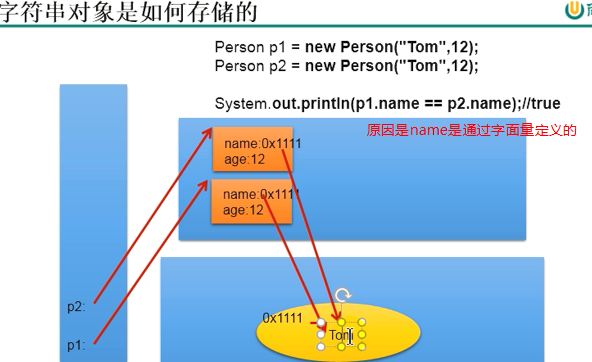 字符串对象是如何存储的
Person p1 = new Person("Tom",12);
Person p2 = new Person("Tom",12);
System.out.println(p1.name == p2.name);//true
原因是name是通过字面量定义的
name:0x1111
age:12
name:0x1111
age:12
p2:
0x1111
Tom
p1: